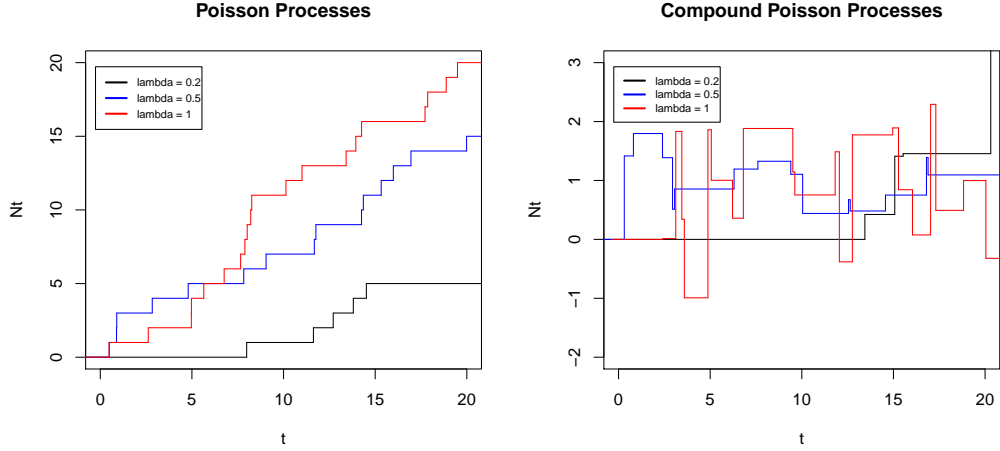 Poisson Processes
Nt
20
15
10
5
0
lambda = 0.2
lambda = 0.5
lambda = 1
0 5 10 15 20
t
Compound Poisson Processes
Nt
3
2
1
0
−1
−2
lambda = 0.2
lambda = 0.5
lambda = 1
0 5 10 15 20
t